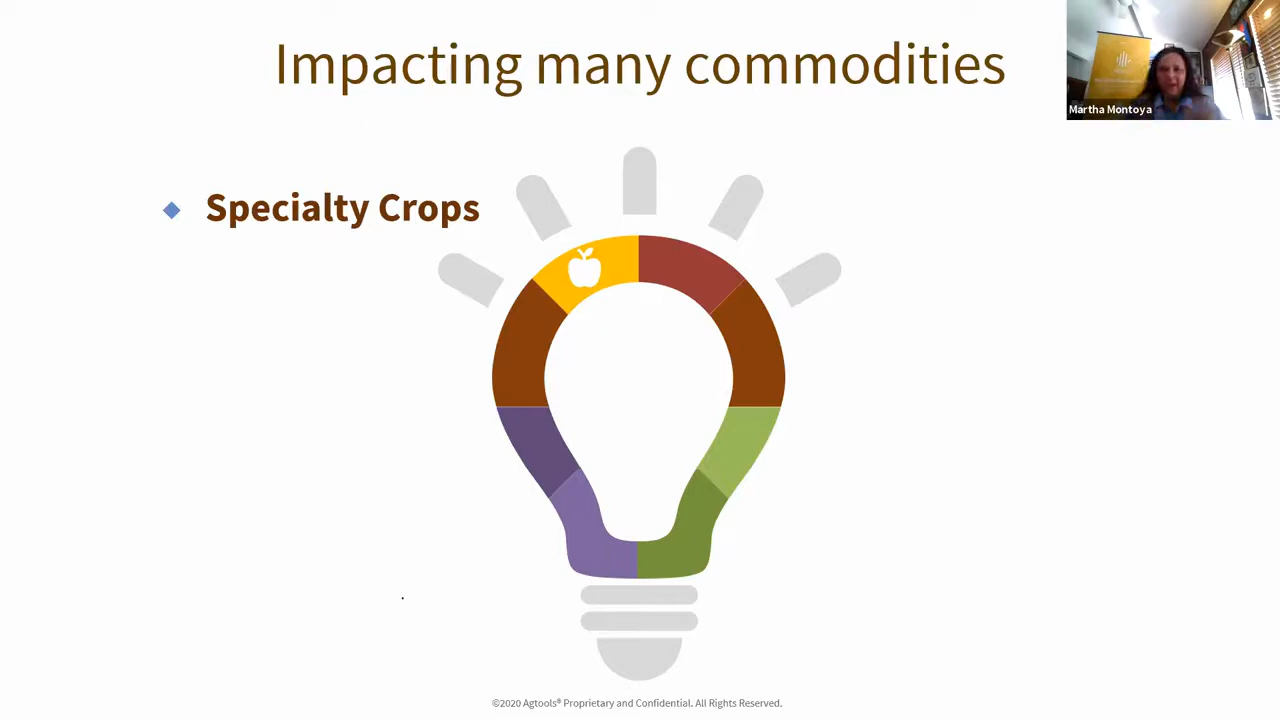 Impacting many commodities
Martha Montoya
Specialty Crops
©2020 Agtools® Proprietary and Confidential. All Rights Reserved.